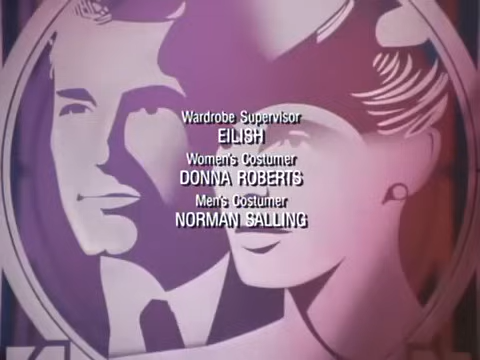 Wardrobe Supervisor
EILISH
Women's Costumer
DONNA ROBERTS
Men's Costumer
NORMAN SALLING